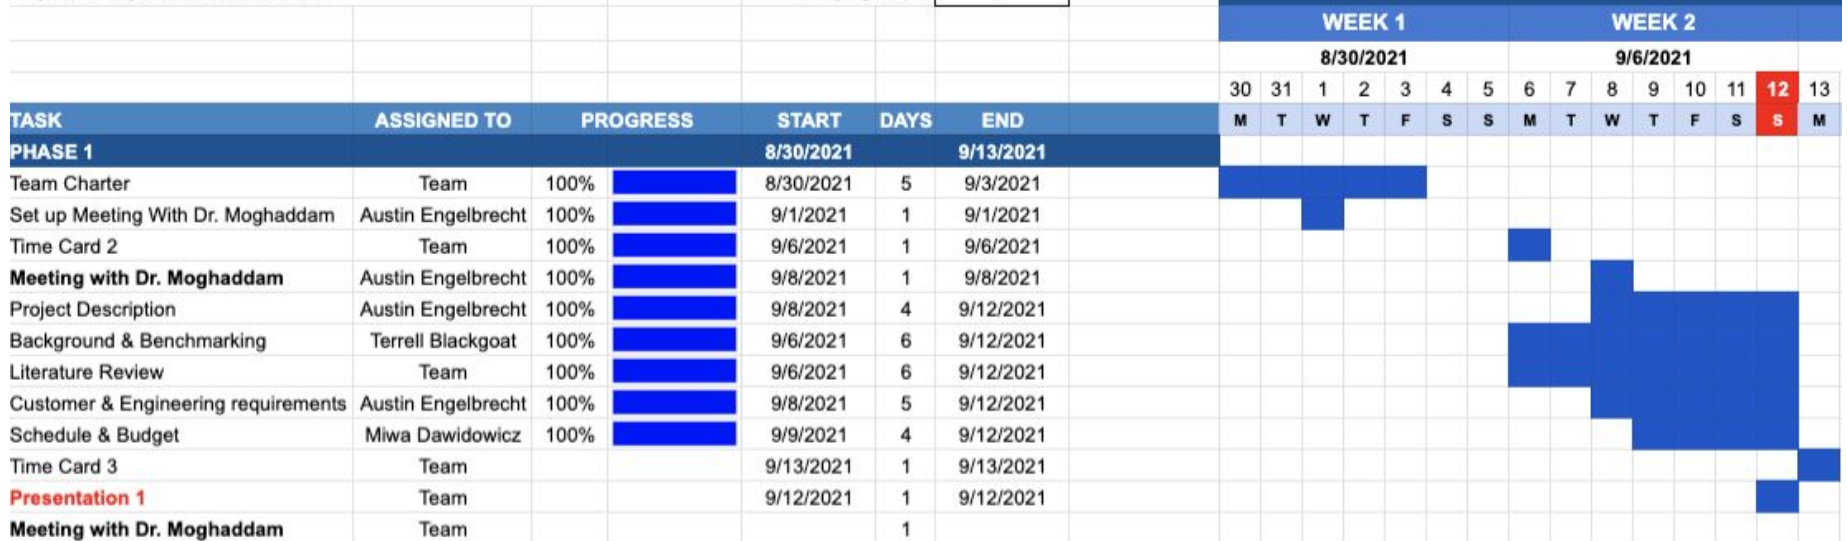 WEEK 1 WEEK 2
8/30/2021 9/6/2021
30 31 1 2 3 4 5 6 7 8 9 10 11 12 13
TASK ASSIGNED TO PROGRESS START DAYS END M T W T F S S M T W T F S S M
PHASE 1 8/30/2021 9/13/2021
Team Charter Team 100% 8/30/2021 5 9/3/2021
Set up Meeting With Dr. Moghaddam Austin Engelbrecht 100% 9/1/2021 1 9/1/2021
Time Card 2 Team 100% 9/6/2021 1 9/6/2021
Meeting with Dr. Moghaddam Austin Engelbrecht 100% 9/8/2021 1 9/8/2021
Project Description Austin Engelbrecht 100% 9/8/2021 4 9/12/2021
Background & Benchmarking Terrell Blackgoat 100% 9/6/2021 6 9/12/2021
Literature Review Team 100% 9/6/2021 6 9/12/2021
Customer & Engineering requirements Austin Engelbrecht 100% 9/8/2021 5 9/12/2021
Schedule & Budget Miwa Dawidowicz 100% 9/9/2021 4 9/12/2021
Time Card 3 Team 9/13/2021 1 9/13/2021
Presentation 1 Team 9/12/2021 1 9/12/2021
Meeting with Dr. Moghaddam Team 1